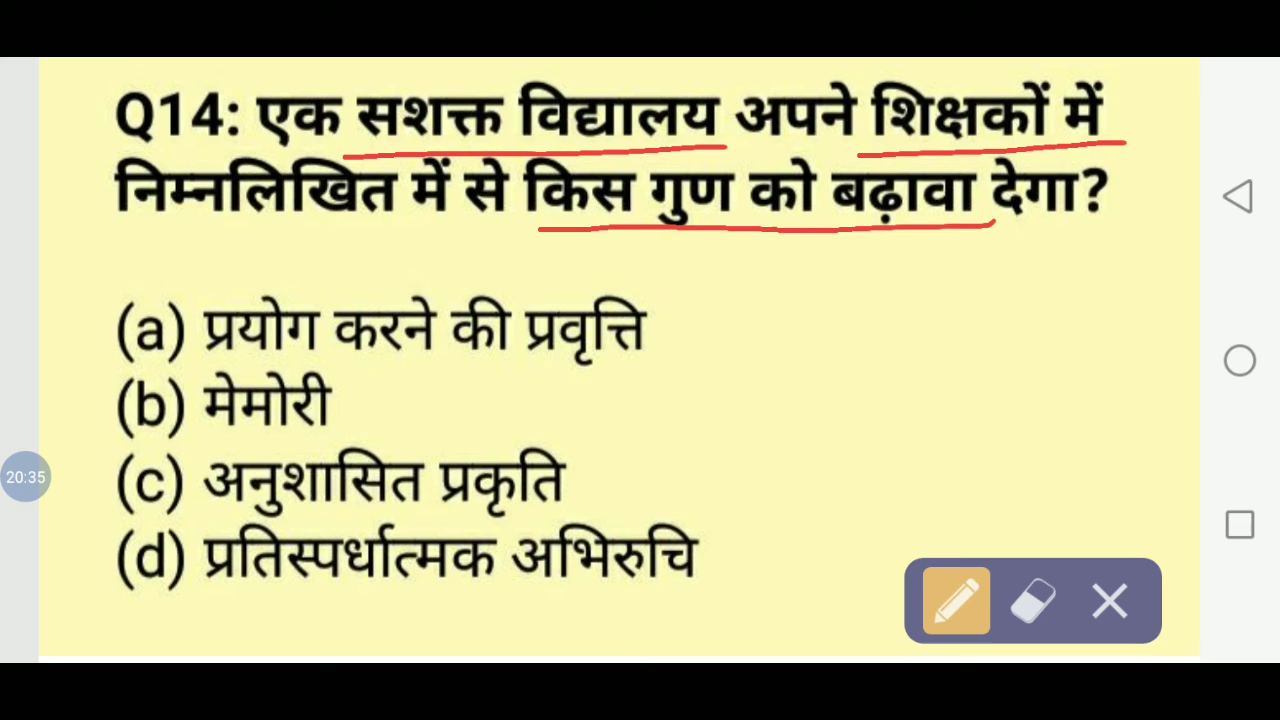 Q14: एक सशक्त विद्यालय अपने शिक्षकों में
निम्नलिखित में से किस गुण को बढ़ावा देगा?
(a) प्रयोग करने की प्रवृत्ति
(b) मेमोरी
(c) अनुशासित प्रकृति
(d) प्रतिस्पर्धात्मक अभिरुचि
20:35